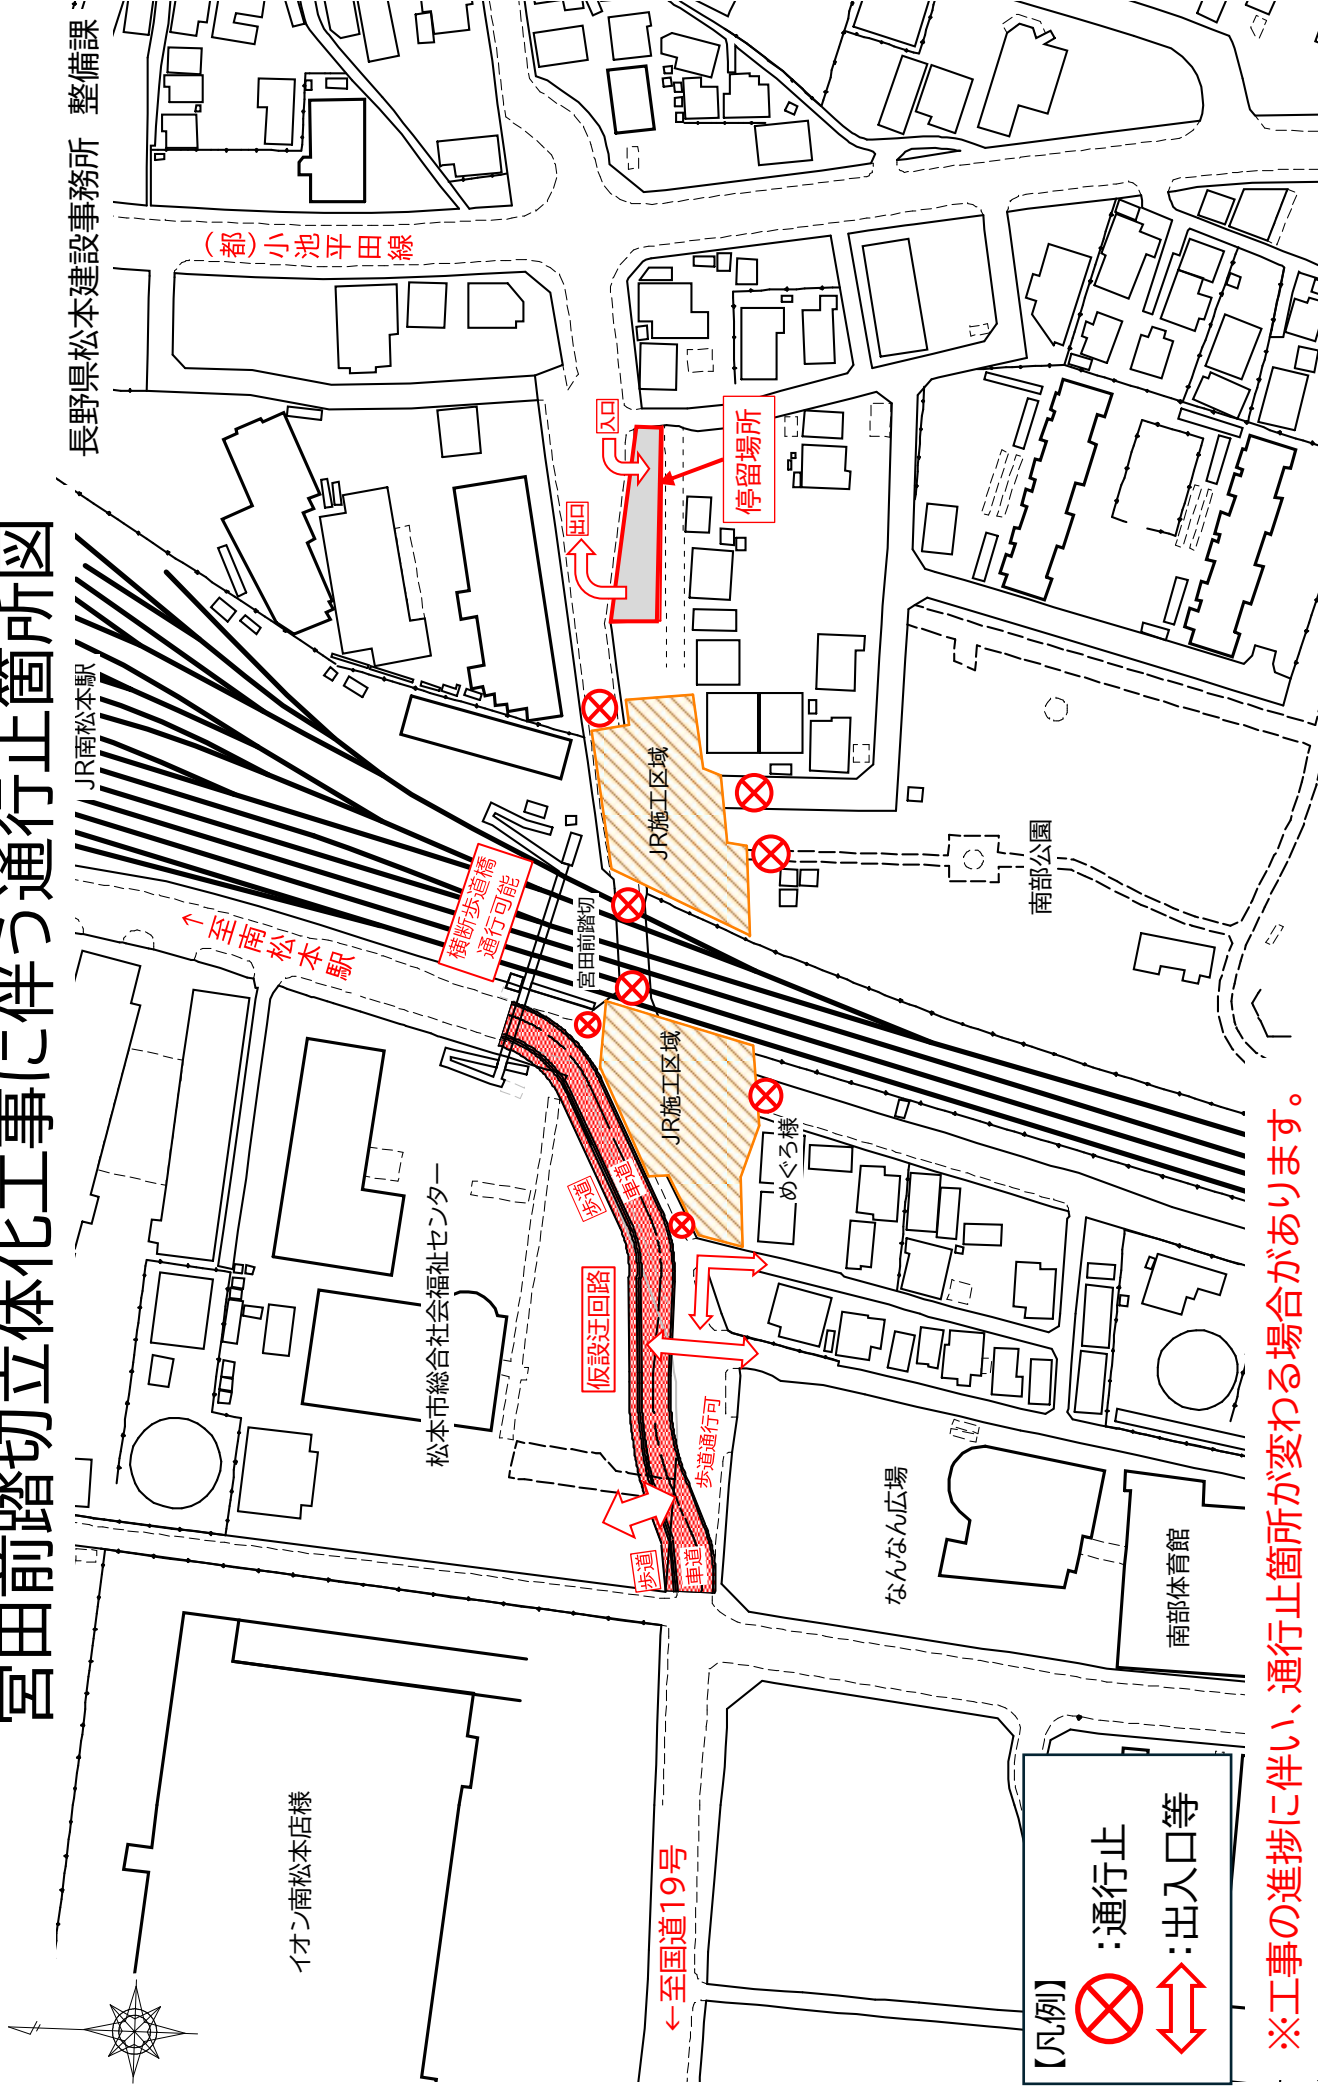 宮田前踏切立体化工事に伴う通行止箇所図
長野県松本建設事務所 整備課
JR南松本駅
(都)小池平田線
↑至南松本駅
横断歩道橋
通行可能
宮田前踏切
出口
入口
停留場所
JR施工区域
JR施工区域
めぐろ様
南部公園
松本市総合社会福祉センター
歩道
車道
仮設迂回路
歩道通行可
歩道
車道
なんなん広場
南部体育館
イオン南松本店様
←至国道19号
【凡例】
:通行止
:出入口等
※工事の進捗に伴い、通行止箇所が変わる場合があります。